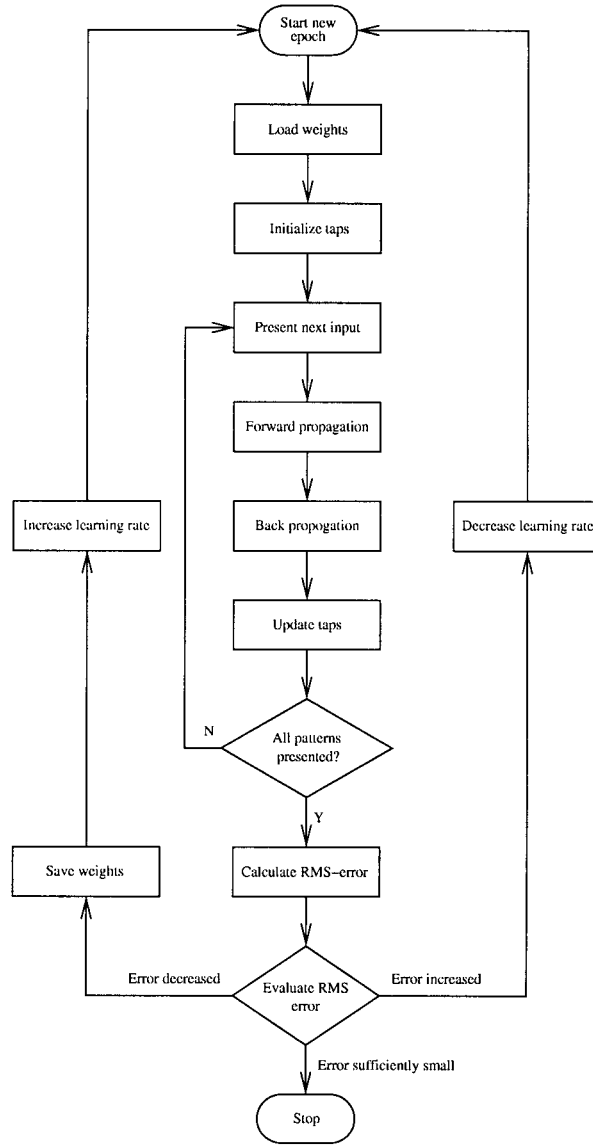 Start new
epoch
Load weights
Initialize taps
Present next input
Forward propagation
Increase learning rate
Back propogation
Decrease learning rate
Update taps
N
All patterns
presented?
Y
Save weights
Calculate RMS-error
Error decreased
Evaluate RMS
error
Error increased
Error sufficiently small
Stop